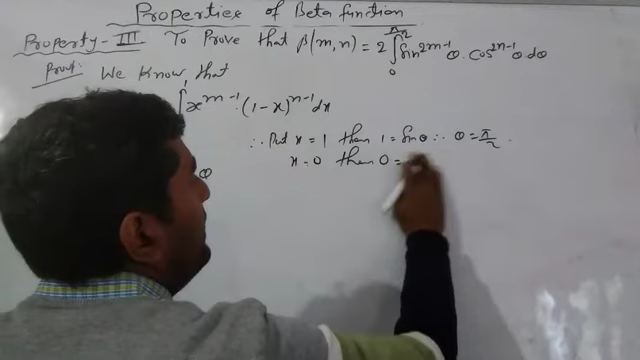 Properties of Beta function
Property-III To Prove that β(m,n) = 2 ∫₀^{π/2} Sin^{2m-1} θ . Cos^{2n-1} θ dθ
Proof: We Know that
∫ x^{m-1} . (1-x)^{n-1} dx
∴ Put x = 1 then 1 = Sin θ ∴ θ = π/2 .
x = 0 then 0 =
θ